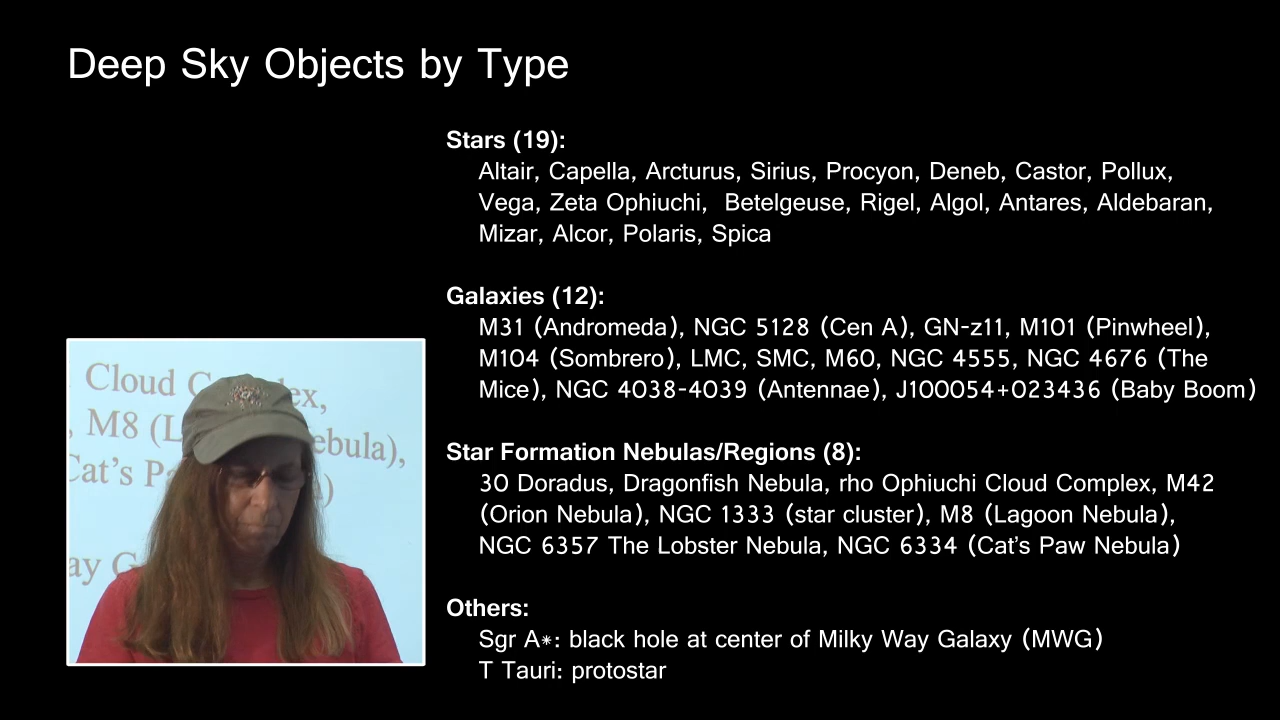 Deep Sky Objects by Type
Stars (19):
Altair, Capella, Arcturus, Sirius, Procyon, Deneb, Castor, Pollux,
Vega, Zeta Ophiuchi, Betelgeuse, Rigel, Algol, Antares, Aldebaran,
Mizar, Alcor, Polaris, Spica
Galaxies (12):
M31 (Andromeda), NGC 5128 (Cen A), GN-z11, M101 (Pinwheel),
M104 (Sombrero), LMC, SMC, M60, NGC 4555, NGC 4676 (The
Mice), NGC 4038-4039 (Antennae), J100054+023436 (Baby Boom)
Star Formation Nebulas/Regions (8):
30 Doradus, Dragonfish Nebula, rho Ophiuchi Cloud Complex, M42
(Orion Nebula), NGC 1333 (star cluster), M8 (Lagoon Nebula),
NGC 6357 The Lobster Nebula, NGC 6334 (Cat's Paw Nebula)
Others:
Sgr A*: black hole at center of Milky Way Galaxy (MWG)
T Tauri: protostar
Cloud
M8